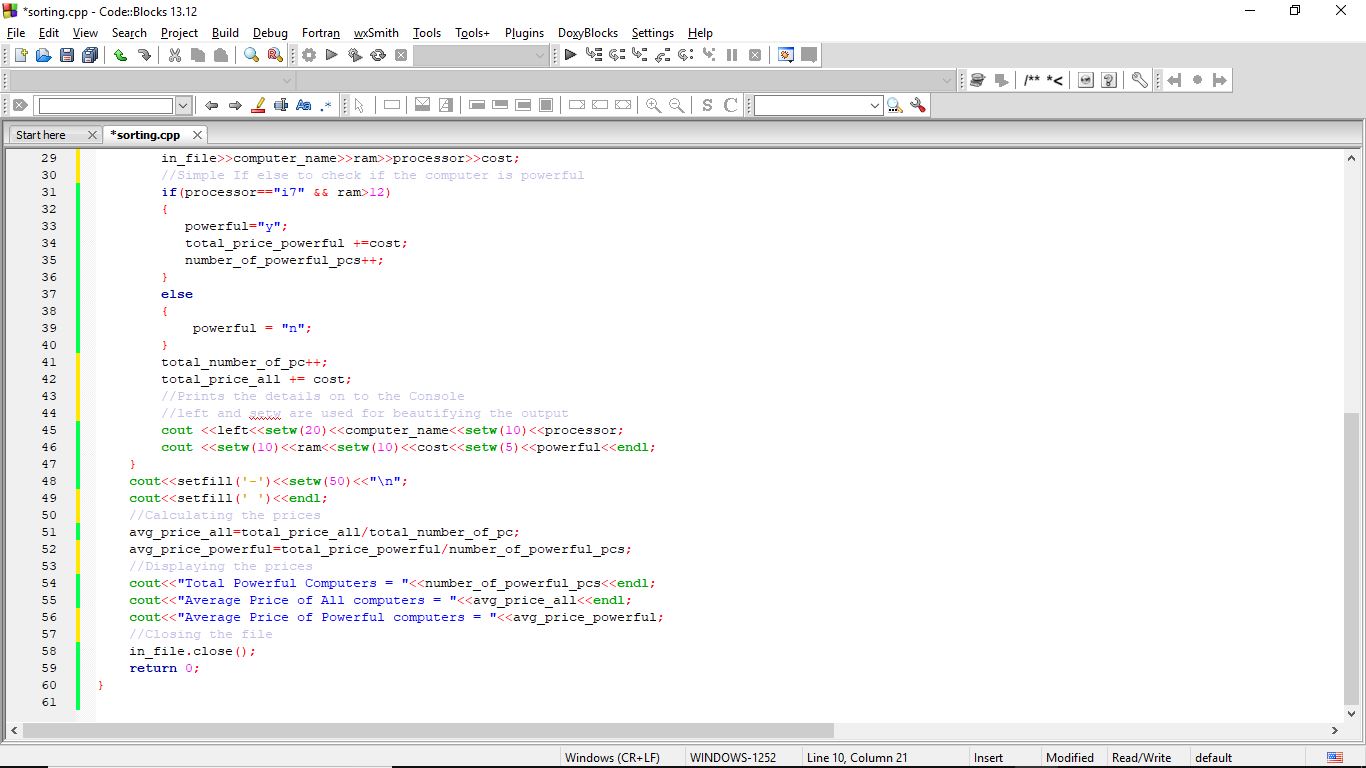 *sorting.cpp - Code::Blocks 13.12
File Edit View Search Project Build Debug Fortran wxSmith Tools Tools+ Plugins DoxyBlocks Settings Help
/** *<
Aa .* S C
Start here *sorting.cpp
29 in_file>>computer_name>>ram>>processor>>cost;
30 //Simple If else to check if the computer is powerful
31 if(processor=="i7" && ram>12)
32 {
33 powerful="y";
34 total_price_powerful +=cost;
35 number_of_powerful_pcs++;
36 }
37 else
38 {
39 powerful = "n";
40 }
41 total_number_of_pc++;
42 total_price_all += cost;
43 //Prints the details on to the Console
44 //left and setw are used for beautifying the output
45 cout <<left<<setw(20)<<computer_name<<setw(10)<<processor;
46 cout <<setw(10)<<ram<<setw(10)<<cost<<setw(5)<<powerful<<endl;
47 }
48 cout<<setfill('-')<<setw(50)<<"\n";
49 cout<<setfill(' ')<<endl;
50 //Calculating the prices
51 avg_price_all=total_price_all/total_number_of_pc;
52 avg_price_powerful=total_price_powerful/number_of_powerful_pcs;
53 //Displaying the prices
54 cout<<"Total Powerful Computers = "<<number_of_powerful_pcs<<endl;
55 cout<<"Average Price of All computers = "<<avg_price_all<<endl;
56 cout<<"Average Price of Powerful computers = "<<avg_price_powerful;
57 //Closing the file
58 in_file.close();
59 return 0;
60 }
61
Windows (CR+LF) WINDOWS-1252 Line 10, Column 21 Insert Modified Read/Write default